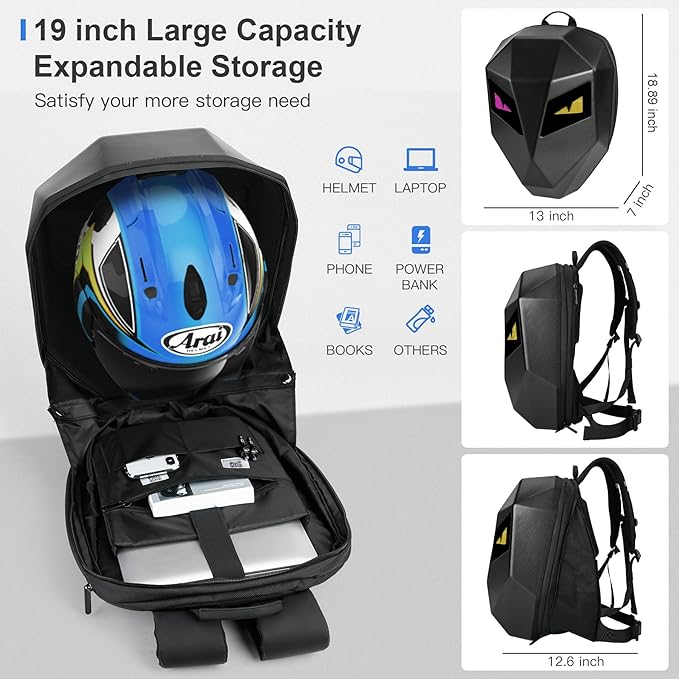 19 inch Large Capacity
Expandable Storage
Satisfy your more storage need
HELMET
LAPTOP
PHONE
POWER
BANK
BOOKS
OTHERS
Arai
18.89 inch
7 inch
13 inch
12.6 inch